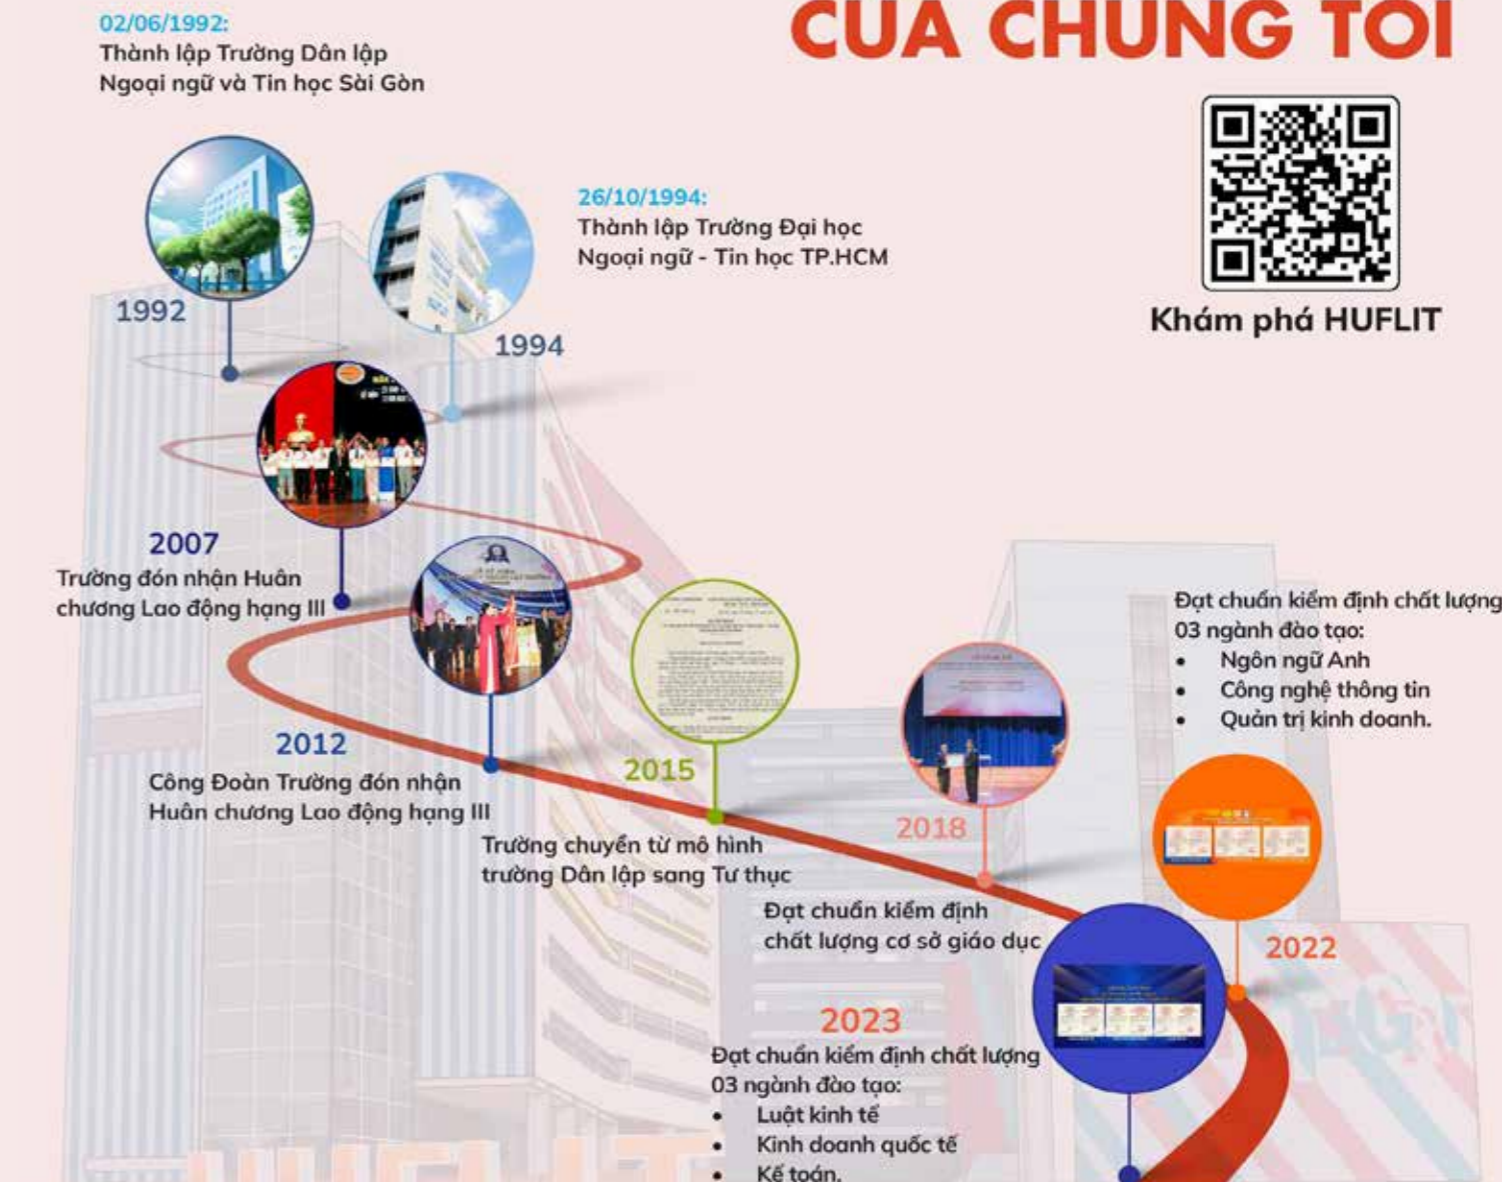 CỦA CHÚNG TÔI
02/06/1992:
Thành lập Trường Dân lập
Ngoại ngữ và Tin học Sài Gòn
26/10/1994:
Thành lập Trường Đại học
Ngoại ngữ - Tin học TP.HCM
Khám phá HUFLIT
1992
1994
2007
Trường đón nhận Huân
chương Lao động hạng III
2012
Công Đoàn Trường đón nhận
Huân chương Lao động hạng III
2015
Trường chuyển từ mô hình
trường Dân lập sang Tư thục
2018
Đạt chuẩn kiểm định
chất lượng cơ sở giáo dục
Đạt chuẩn kiểm định chất lượng
03 ngành đào tạo:
• Ngôn ngữ Anh
• Công nghệ thông tin
• Quản trị kinh doanh.
2022
2023
Đạt chuẩn kiểm định chất lượng
03 ngành đào tạo:
• Luật kinh tế
• Kinh doanh quốc tế
• Kế toán.
HUFLIT